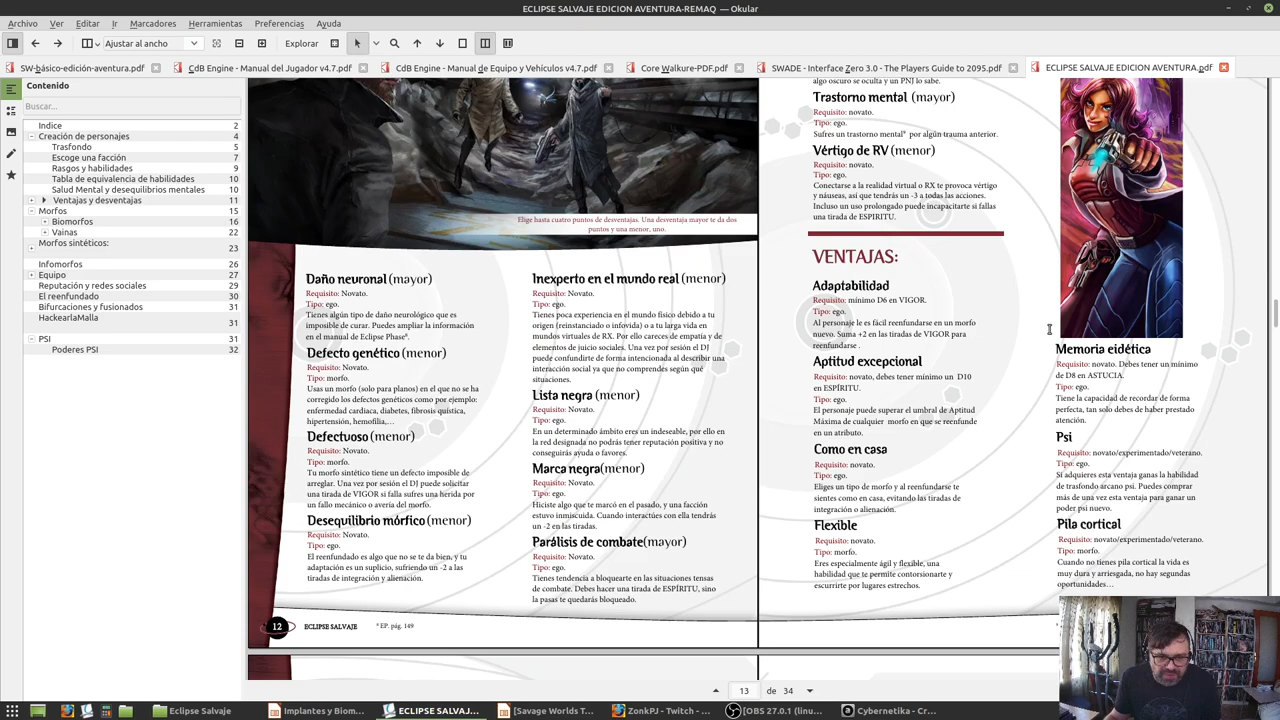 ECLIPSE SALVAJE EDICION AVENTURA-REMAQ — Okular
Archivo Ver Editar Ir Marcadores Herramientas Preferencias Ayuda
Ajustar al ancho Explorar
SW-básico-edición-aventura.pdf CdB Engine - Manual del Jugador v4.7.pdf CdB Engine - Manual de Equipo y Vehículos v4.7.pdf Core Walkure-PDF.pdf SWADE - Interface Zero 3.0 - The Players Guide to 2095.pdf ECLIPSE SALVAJE EDICION AVENTURA.pdf
Contenido
Buscar...
Indice 2
Creación de personajes 4
Trasfondo 5
Escoge una facción 7
Rasgos y habilidades 9
Tabla de equivalencia de habilidades 10
Salud Mental y desequilibrios mentales 10
Ventajas y desventajas 11
Morfos 15
Biomorfos 16
Vainas 22
Morfos sintéticos: 23
Infomorfos 26
Equipo 27
Reputación y redes sociales 29
El reenfundado 30
Bifurcaciones y fusionados 31
HackearlaMalla 31
PSI 31
Poderes PSI 32
Elige hasta cuatro puntos de desventajas. Una desventaja mayor te da dos
puntos y una menor, uno.
Daño neuronal (mayor)
Requisito: Novato.
Tipo: ego.
Tienes algún tipo de daño neurológico que es
imposible de curar. Puedes ampliar la información
en el manual de Eclipse Phase*.
Defecto genético (menor)
Requisito: Novato.
Tipo: morfo.
Usas un morfo (solo para planos) en el que no se ha
corregido los defectos genéticos como por ejemplo:
enfermedad cardiaca, diabetes, fibrosis quística,
hipertensión, hemofilia,...
Defectuoso (menor)
Requisito: Novato.
Tipo: morfo.
Tu morfo sintético tiene un defecto imposible de
arreglar. Una vez por sesión el DJ puede solicitar
una tirada de VIGOR si falla sufres una herida por
un fallo mecánico o avería del morfo.
Desequilibrio mórfico (menor)
Requisito: Novato.
Tipo: ego.
El reenfundado es algo que no se te da bien, y tu
adaptación es un suplicio, sufriendo un -2 a las
tiradas de integración y alienación.
12 ECLIPSE SALVAJE * EP. pág. 149
Inexperto en el mundo real (menor)
Requisito: Novato.
Tipo: ego.
Tienes poca experiencia en el mundo físico debido a tu
origen (reinstanciado o infovida) o a tu larga vida en
mundos virtuales de RX. Por ello careces de empatía y de
elementos de juicio sociales. Una vez por sesión el DJ
puede confundirte de forma intencionada al describir una
interacción social ya que no comprendes según qué
situaciones.
Lista negra (menor)
Requisito: Novato.
Tipo: ego.
En un determinado ámbito eres un indeseable, por ello en
la red designada no podrás tener reputación positiva y no
conseguirás ayuda o favores.
Marca negra(menor)
Requisito: Novato.
Tipo: ego.
Hiciste algo que te marcó en el pasado, y una facción
estuvo inmiscuida. Cuando interactúes con ella tendrás
un -2 en las tiradas.
Parálisis de combate(mayor)
Requisito: Novato.
Tipo: ego.
Tienes tendencia a bloquearte en las situaciones tensas
de combate. Debes hacer una tirada de ESPÍRITU, sino
la pasas te quedarás bloqueado.
algo oscuro se oculta y un PNJ lo sabe.
Trastorno mental (mayor)
Requisito: novato.
Tipo: ego.
Sufres un trastorno mental* por algún trauma anterior.
Vértigo de RV (menor)
Requisito: novato.
Tipo: ego.
Conectarse a la realidad virtual o RX te provoca vértigo
y náuseas, así que tendrás un -3 a todas las acciones.
Incluso un uso prolongado puede incapacitarte si fallas
una tirada de ESPIRITU.
VENTAJAS:
Adaptabilidad
Requisito: mínimo D6 en VIGOR.
Tipo: ego.
Al personaje le es fácil reenfundarse en un morfo
nuevo. Suma +2 en las tiradas de VIGOR para
reenfundarse .
Aptitud excepcional
Requisito: novato, debes tener mínimo un D10
en ESPÍRITU.
Tipo: ego.
El personaje puede superar el umbral de Aptitud
Máxima de cualquier morfo en que se reenfunde
en un atributo.
Como en casa
Requisito: novato.
Tipo: ego.
Eliges un tipo de morfo y al reenfundarte te
sientes como en casa, evitando las tiradas de
integración o alienación.
Flexible
Requisito: novato.
Tipo: morfo.
Eres especialmente ágil y flexible, una
habilidad que te permite contorsionarte y
escurrirte por lugares estrechos.
Memoria eidética
Requisito: novato. Debes tener un mínimo
de D8 en ASTUCIA.
Tipo: ego.
Tiene la capacidad de recordar de forma
perfecta, tan solo debes de haber prestado
atención.
Psi
Requisito: novato/experimentado/veterano.
Tipo: ego.
Si adquieres esta ventaja ganas la habilidad
de trasfondo arcano psi. Puedes comprar
más de una vez esta ventaja para ganar un
poder psi nuevo.
Pila cortical
Requisito: novato/experimentado/veterano.
Tipo: morfo.
Cuando no tienes pila cortical la vida es
muy dura y arriesgada, no hay segundas
oportunidades…
13 de 34
Eclipse Salvaje Implantes y Biom... ECLIPSE SALVAJ... [Savage Worlds T... ZonkPJ - Twitch - ... [OBS 27.0.1 (linu... Cybernetika - Cr...